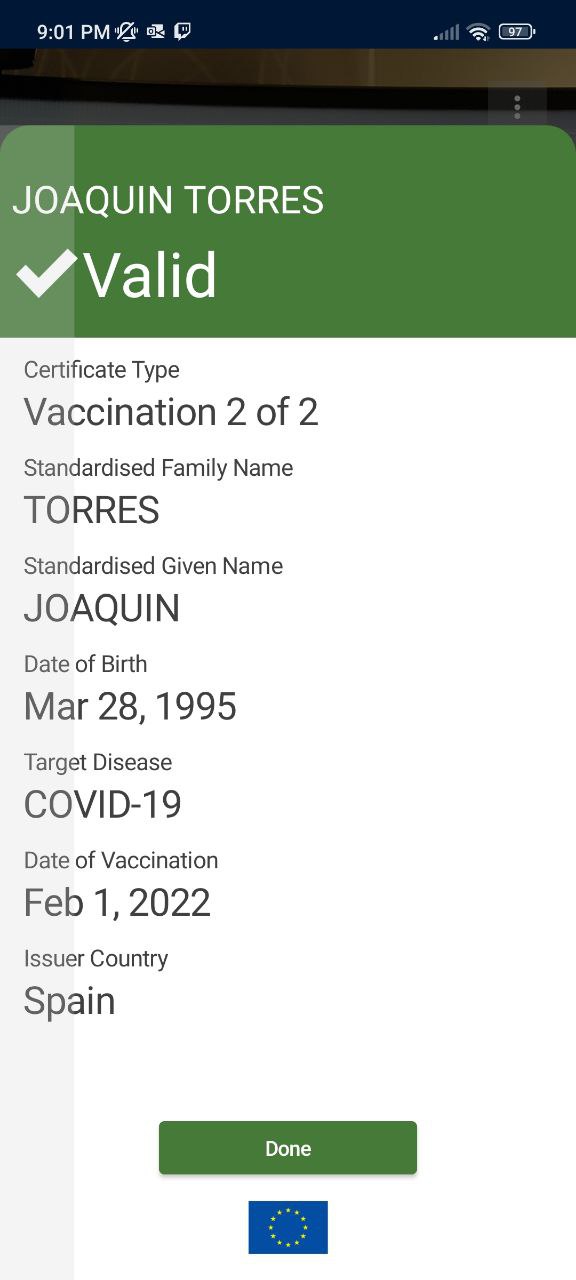 9:01 PM
97
JOAQUIN TORRES
Valid
Certificate Type
Vaccination 2 of 2
Standardised Family Name
TORRES
Standardised Given Name
JOAQUIN
Date of Birth
Mar 28, 1995
Target Disease
COVID-19
Date of Vaccination
Feb 1, 2022
Issuer Country
Spain
Done